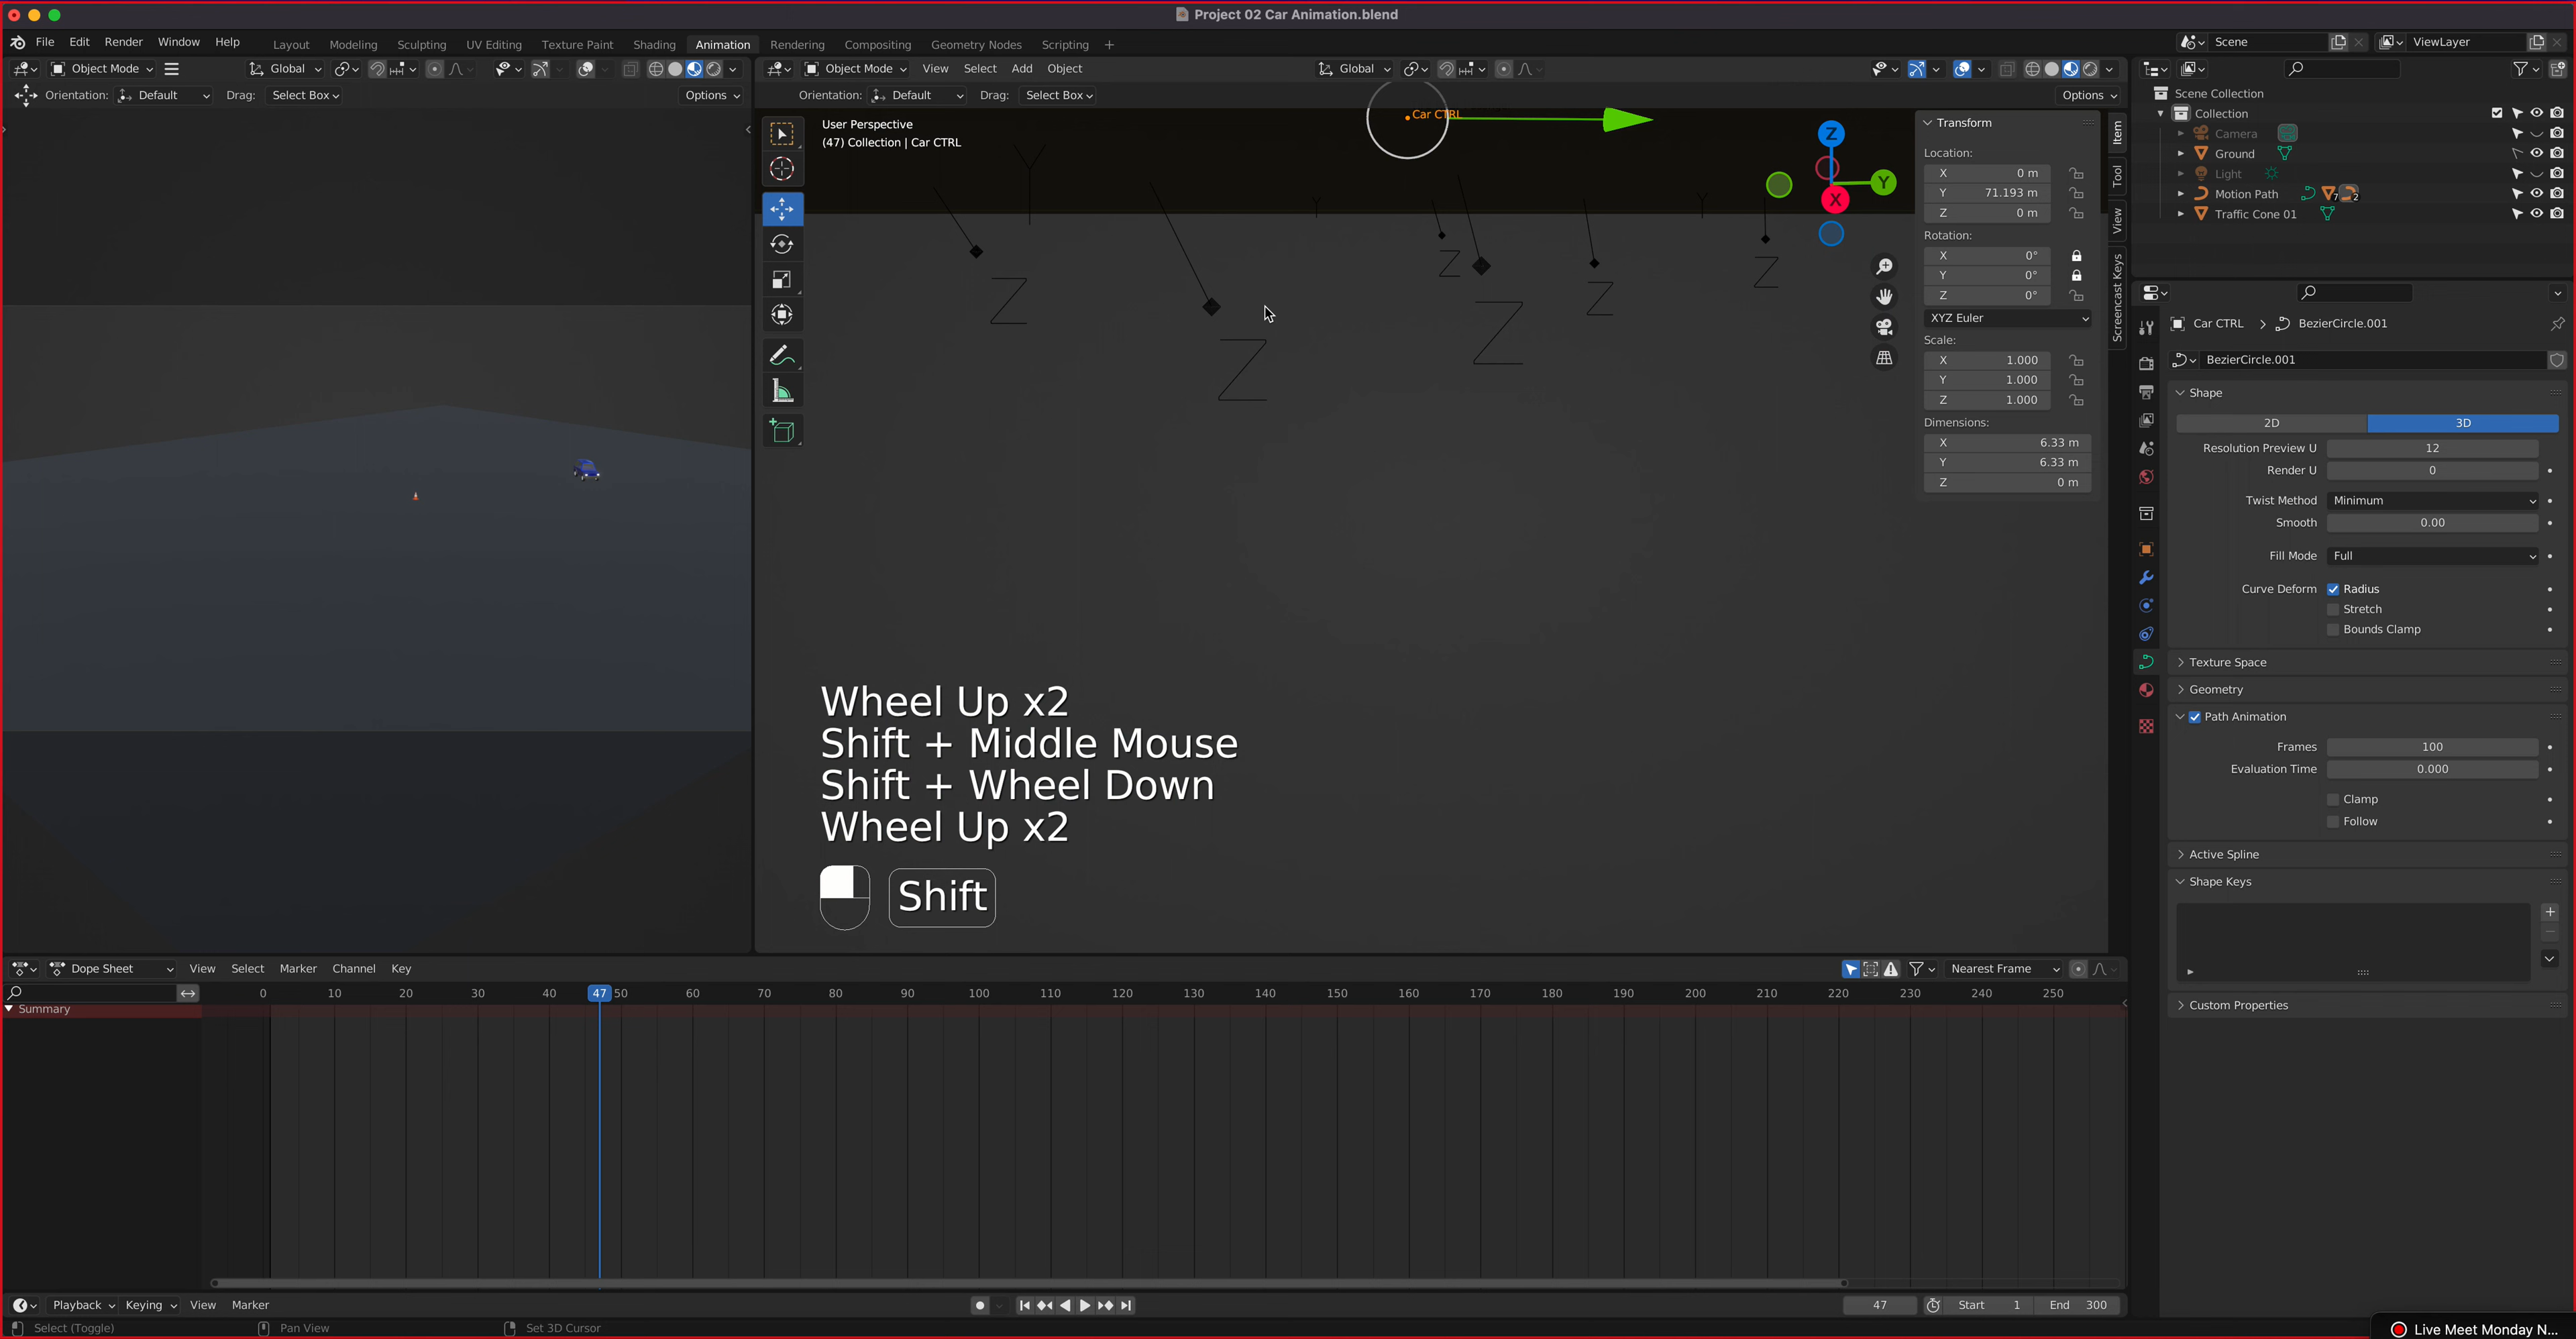 Project 02 Car Animation.blend
File Edit Render Window Help Layout Modeling Sculpting UV Editing Texture Paint Shading Animation Rendering Compositing Geometry Nodes Scripting + Scene ViewLayer
Object Mode Global Object Mode View Select Add Object Global
Orientation: Default Drag: Select Box Options Orientation: Default Drag: Select Box Options
User Perspective
(47) Collection | Car CTRL
Car CTRL
Y
Y
Y
Z
Z
Z
Z
Z
Z
Z
Y
X
Transform
Location:
X 0 m
Y 71.193 m
Z 0 m
Rotation:
X 0°
Y 0°
Z 0°
XYZ Euler
Scale:
X 1.000
Y 1.000
Z 1.000
Dimensions:
X 6.33 m
Y 6.33 m
Z 0 m
Item
Tool
View
Screencast Keys
Scene Collection
Collection
Camera
Ground
Light
Motion Path 7 2
Traffic Cone 01
Car CTRL > BezierCircle.001
BezierCircle.001
Shape
2D 3D
Resolution Preview U 12
Render U 0
Twist Method Minimum
Smooth 0.00
Fill Mode Full
Curve Deform Radius
Stretch
Bounds Clamp
Texture Space
Geometry
Path Animation
Frames 100
Evaluation Time 0.000
Clamp
Follow
Active Spline
Shape Keys
Custom Properties
Wheel Up x2
Shift + Middle Mouse
Shift + Wheel Down
Wheel Up x2
Shift
Dope Sheet View Select Marker Channel Key Nearest Frame
0 10 20 30 40 47 50 60 70 80 90 100 110 120 130 140 150 160 170 180 190 200 210 220 230 240 250
Summary
Playback Keying View Marker 47 Start 1 End 300
Select (Toggle) Pan View Set 3D Cursor
Live Meet Monday N...